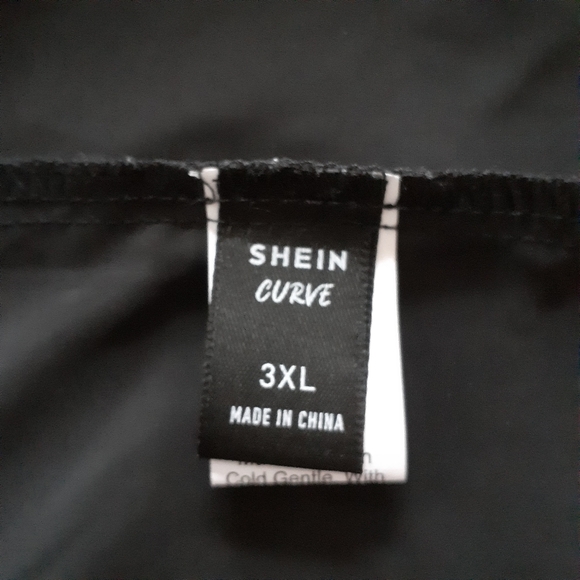 SHEIN
CURVE
3XL
MADE IN CHINA
Cold Gentle, With